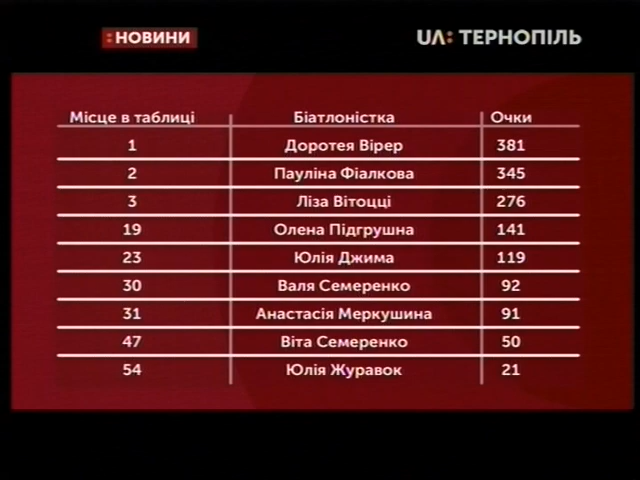 :НОВИНИ
UA: ТЕРНОПІЛЬ
Місце в таблиці Біатлоністка Очки
1 Доротея Вірер 381
2 Пауліна Фіалкова 345
3 Ліза Вітоцці 276
19 Олена Підгрушна 141
23 Юлія Джима 119
30 Валя Семеренко 92
31 Анастасія Меркушина 91
47 Віта Семеренко 50
54 Юлія Журавок 21